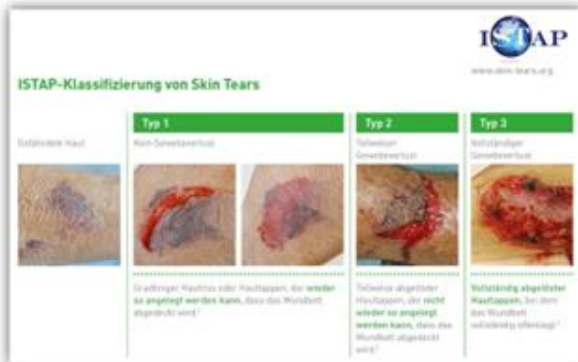 ISTAP
www.skin-tears.org
ISTAP-Klassifizierung von Skin Tears
Typ 1
Typ 2
Typ 3
Gefährdete Haut
Kein Gewebeverlust
Teilweiser
Gewebeverlust
Vollständiger
Gewebeverlust
Gradliniger Hautriss oder Hautlappen, der wieder
so angelegt werden kann, dass das Wundbett
abgedeckt wird.
Teilweise abgelöster
Hautlappen, der nicht
wieder so angelegt
werden kann, dass das
Wundbett abgedeckt
wird.
Vollständig abgelöster
Hautlappen, bei dem
das Wundbett
vollständig offenliegt.